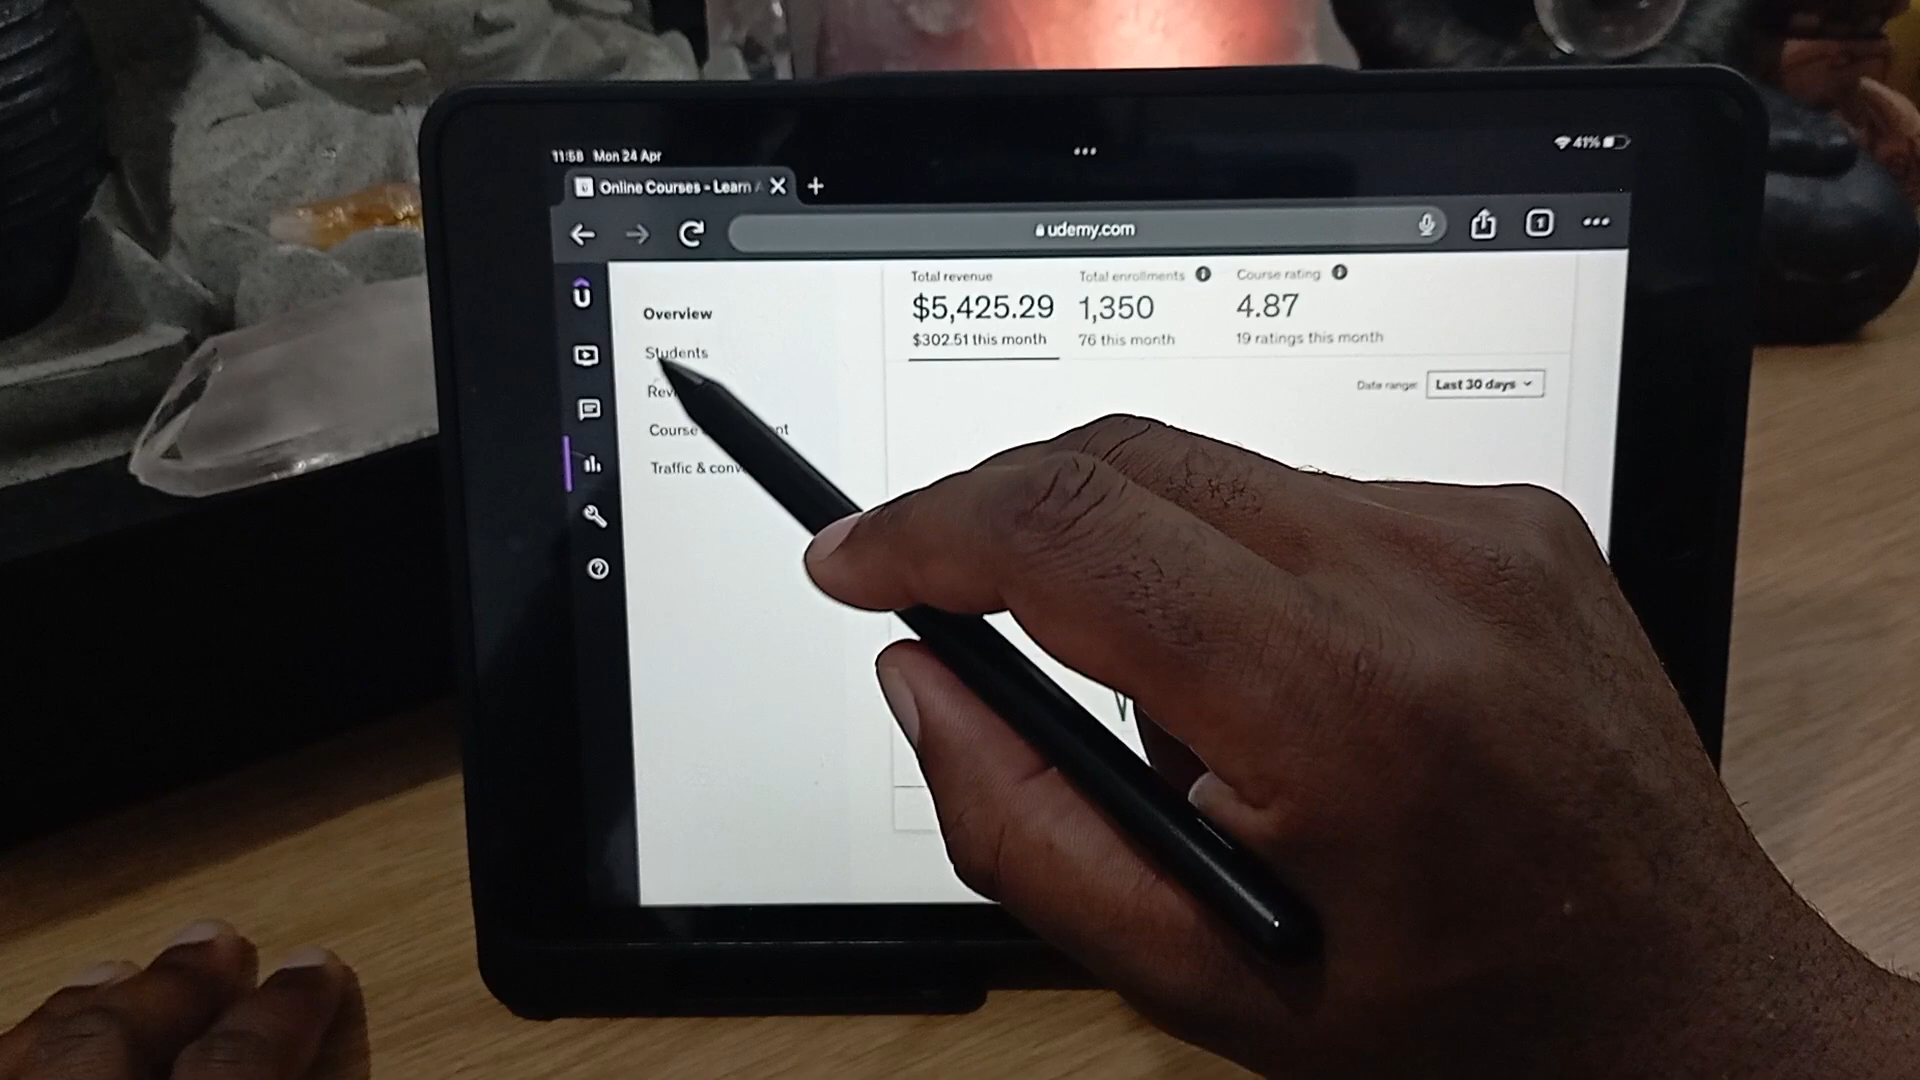 11:58 Mon 24 Apr
41%
Online Courses - Learn
udemy.com
1
Total revenue
$5,425.29
$302.51 this month
Total enrollments
1,350
76 this month
Course rating
4.87
19 ratings this month
Date range:
Last 30 days
Overview
Students
Course
Traffic &